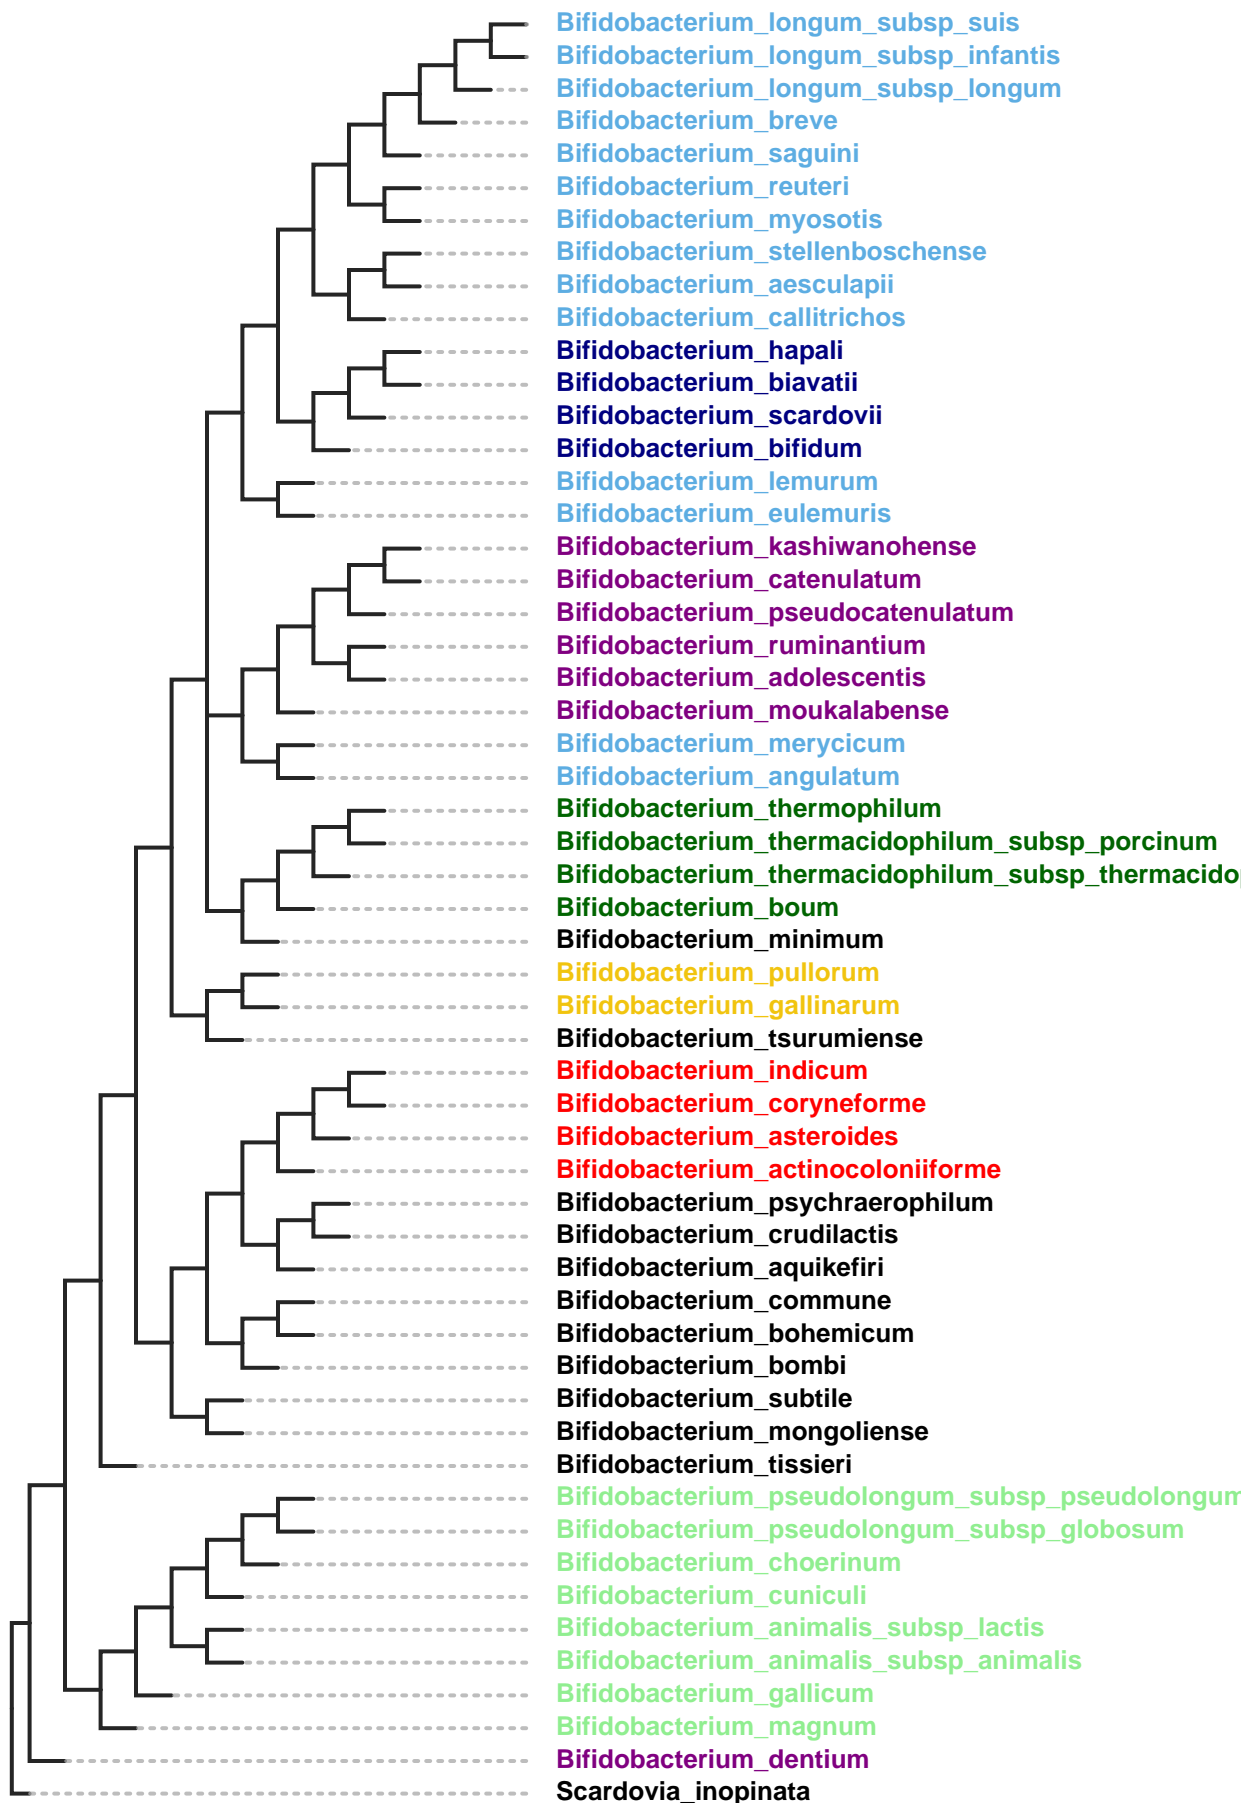 Bifidobacterium_longum_subsp_suis
Bifidobacterium_longum_subsp_infantis
Bifidobacterium_longum_subsp_longum
Bifidobacterium_breve
Bifidobacterium_saguini
Bifidobacterium_reuteri
Bifidobacterium_myosotis
Bifidobacterium_stellenboschense
Bifidobacterium_aesculapii
Bifidobacterium_callitrichos
Bifidobacterium_hapali
Bifidobacterium_biavatii
Bifidobacterium_scardovii
Bifidobacterium_bifidum
Bifidobacterium_lemurum
Bifidobacterium_eulemuris
Bifidobacterium_kashiwanohense
Bifidobacterium_catenulatum
Bifidobacterium_pseudocatenulatum
Bifidobacterium_ruminantium
Bifidobacterium_adolescentis
Bifidobacterium_moukalabense
Bifidobacterium_merycicum
Bifidobacterium_angulatum
Bifidobacterium_thermophilum
Bifidobacterium_thermacidophilum_subsp_porcinum
Bifidobacterium_thermacidophilum_subsp_thermacidop
Bifidobacterium_boum
Bifidobacterium_minimum
Bifidobacterium_pullorum
Bifidobacterium_gallinarum
Bifidobacterium_tsurumiense
Bifidobacterium_indicum
Bifidobacterium_coryneforme
Bifidobacterium_asteroides
Bifidobacterium_actinocoloniiforme
Bifidobacterium_psychraerophilum
Bifidobacterium_crudilactis
Bifidobacterium_aquikefiri
Bifidobacterium_commune
Bifidobacterium_bohemicum
Bifidobacterium_bombi
Bifidobacterium_subtile
Bifidobacterium_mongoliense
Bifidobacterium_tissieri
Bifidobacterium_pseudolongum_subsp_pseudolongum
Bifidobacterium_pseudolongum_subsp_globosum
Bifidobacterium_choerinum
Bifidobacterium_cuniculi
Bifidobacterium_animalis_subsp_lactis
Bifidobacterium_animalis_subsp_animalis
Bifidobacterium_gallicum
Bifidobacterium_magnum
Bifidobacterium_dentium
Scardovia_inopinata